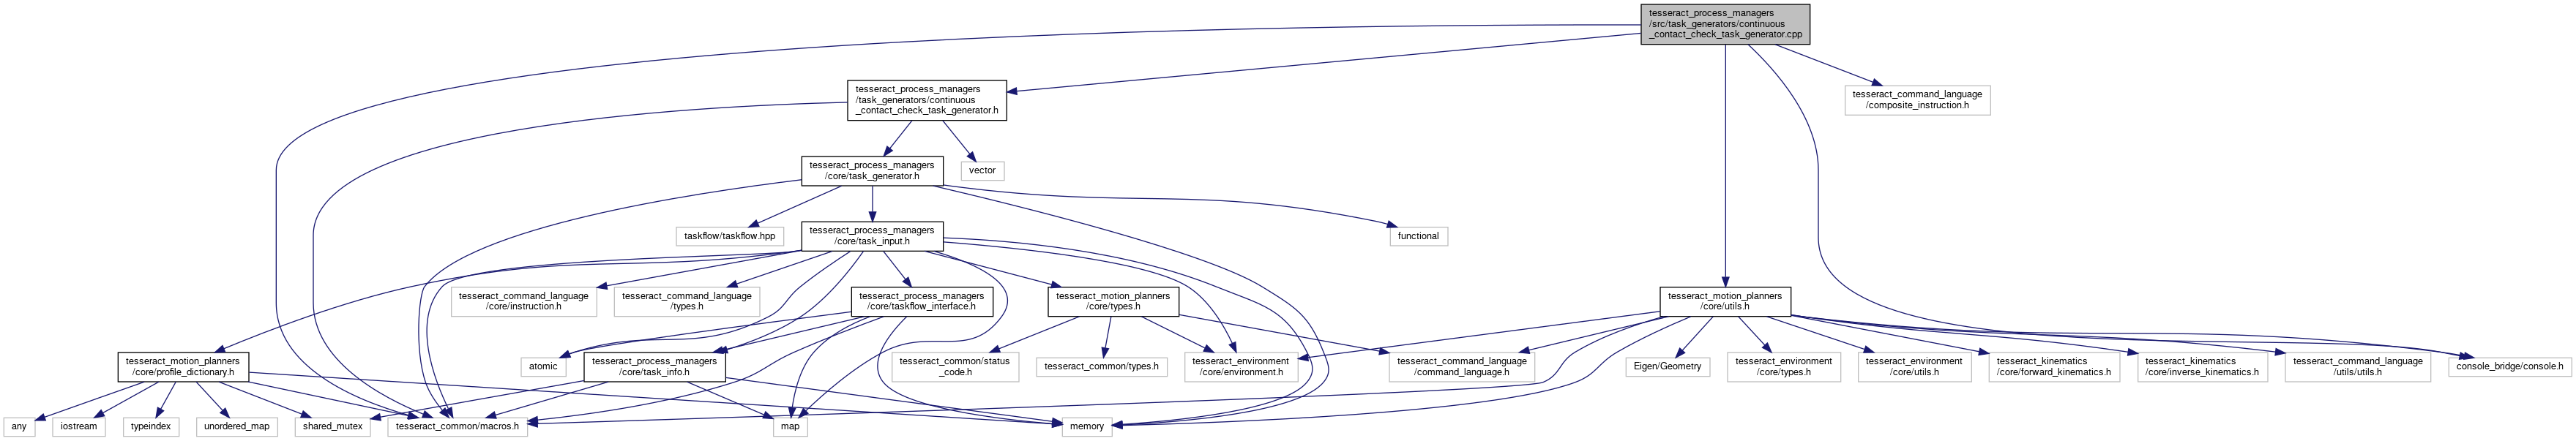 tesseract_process_managers
/src/task_generators/continuous
_contact_check_task_generator.cpp
tesseract_process_managers
/task_generators/continuous
_contact_check_task_generator.h
tesseract_command_language
/composite_instruction.h
tesseract_process_managers
/core/task_generator.h
vector
taskflow/taskflow.hpp
tesseract_process_managers
/core/task_input.h
functional
tesseract_command_language
/core/instruction.h
tesseract_command_language
/types.h
tesseract_process_managers
/core/taskflow_interface.h
tesseract_motion_planners
/core/types.h
tesseract_motion_planners
/core/utils.h
tesseract_motion_planners
/core/profile_dictionary.h
atomic
tesseract_process_managers
/core/task_info.h
tesseract_common/status
_code.h
tesseract_common/types.h
tesseract_environment
/core/environment.h
tesseract_command_language
/command_language.h
Eigen/Geometry
tesseract_environment
/core/types.h
tesseract_environment
/core/utils.h
tesseract_kinematics
/core/forward_kinematics.h
tesseract_kinematics
/core/inverse_kinematics.h
tesseract_command_language
/utils/utils.h
console_bridge/console.h
any
iostream
typeindex
unordered_map
shared_mutex
tesseract_common/macros.h
map
memory